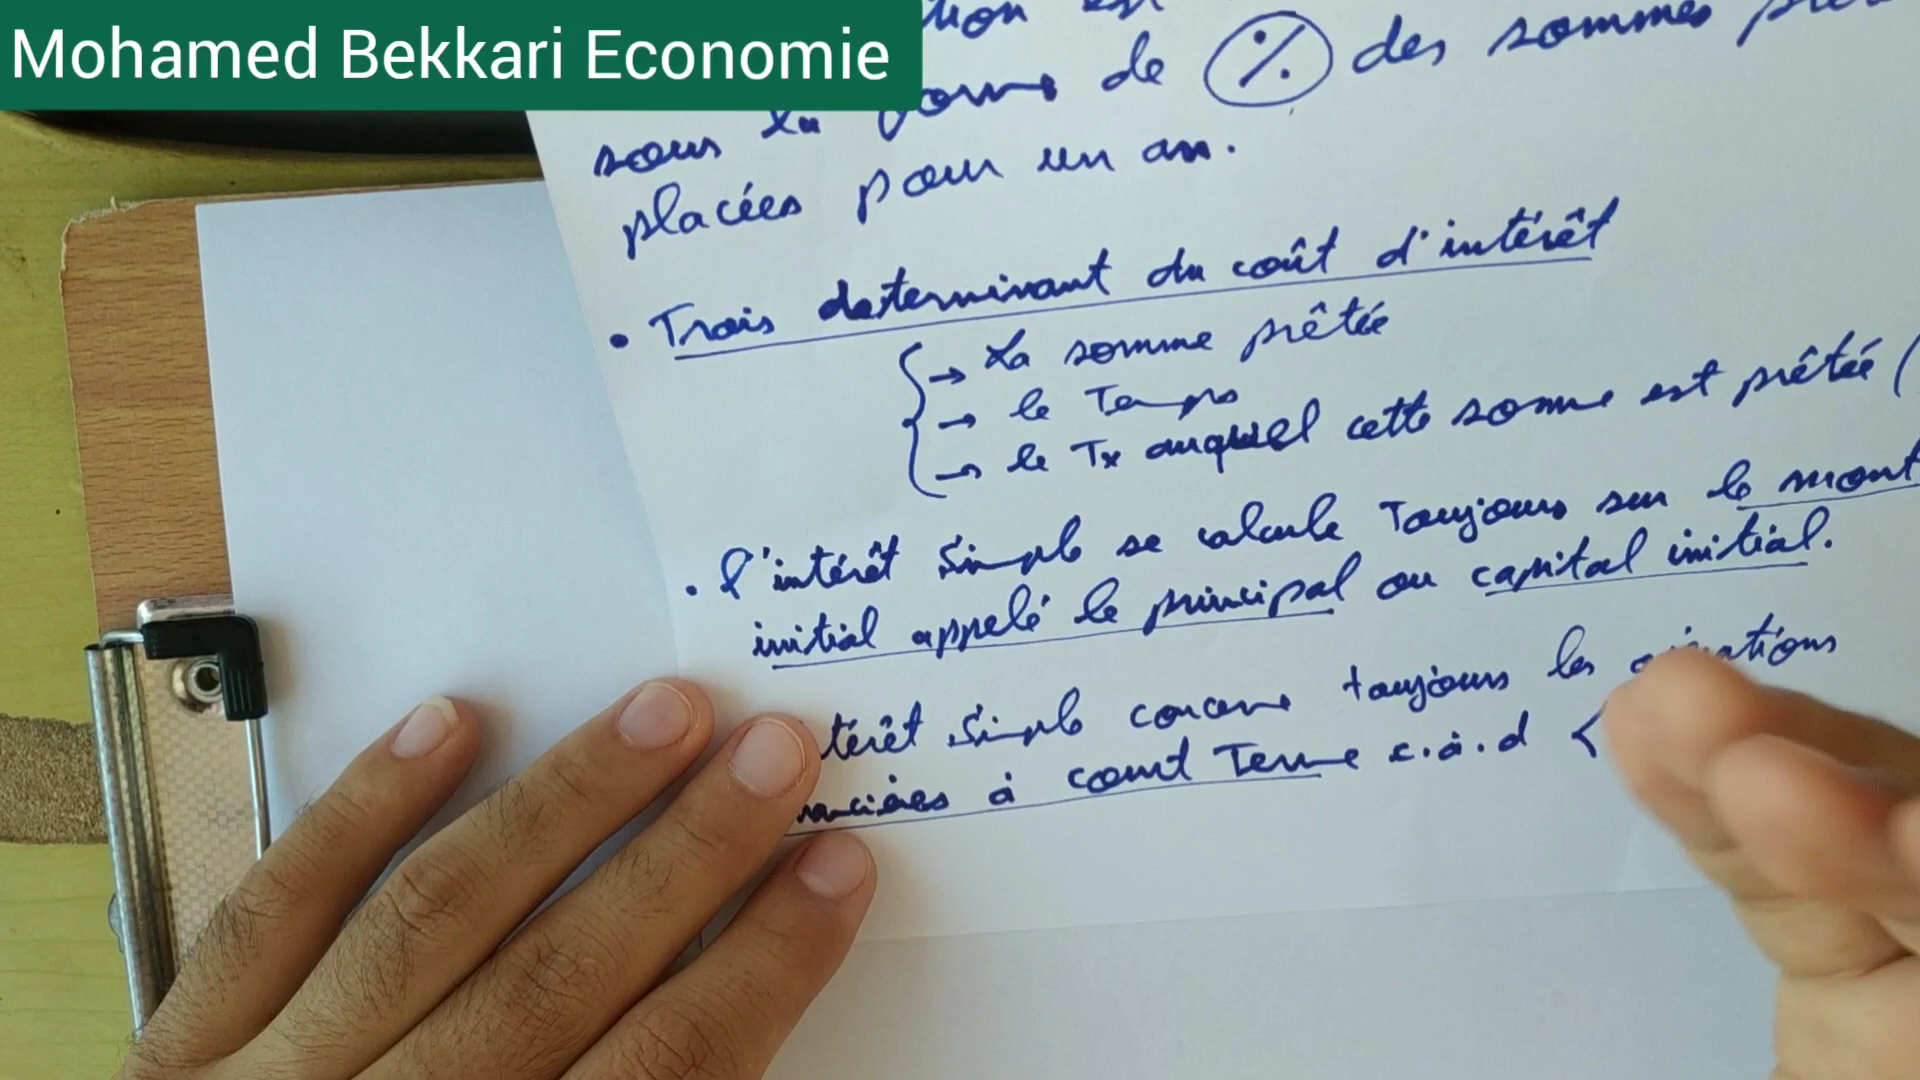 Mohamed Bekkari Economie
sous la forme de % des sommes
placées pour un an.
• Trois determinant du coût d'intérêt
→ La somme prêtée
→ le Temps
→ le Tx auquel cette somme est prêtée (
• l'intérêt Simple se calcule Toujours sur le mont
initial appelé le principal ou capital initial.
térêt Simple concerne toujours les
ncières à court Terme c.à.d <